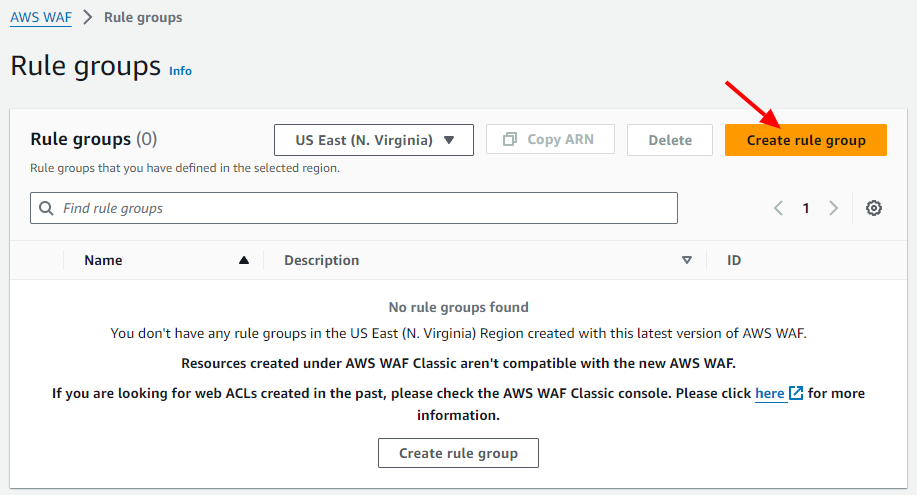 AWS WAF > Rule groups
Rule groups Info
Rule groups (0) US East (N. Virginia) Copy ARN Delete Create rule group
Rule groups that you have defined in the selected region.
Find rule groups 1
Name Description ID
No rule groups found
You don't have any rule groups in the US East (N. Virginia) Region created with this latest version of AWS WAF.
Resources created under AWS WAF Classic aren't compatible with the new AWS WAF.
If you are looking for web ACLs created in the past, please check the AWS WAF Classic console. Please click here for more
information.
Create rule group